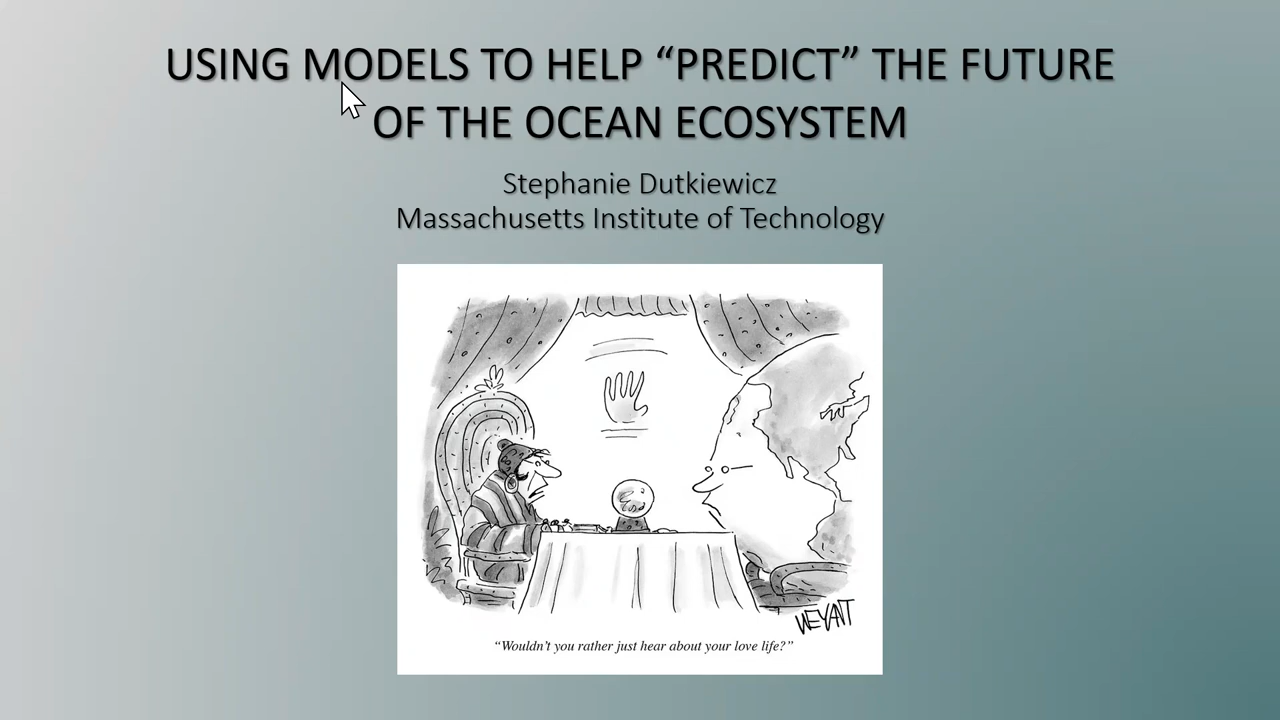 USING MODELS TO HELP “PREDICT” THE FUTURE
OF THE OCEAN ECOSYSTEM
Stephanie Dutkiewicz
Massachusetts Institute of Technology
WEYANT
“Wouldn’t you rather just hear about your love life?”